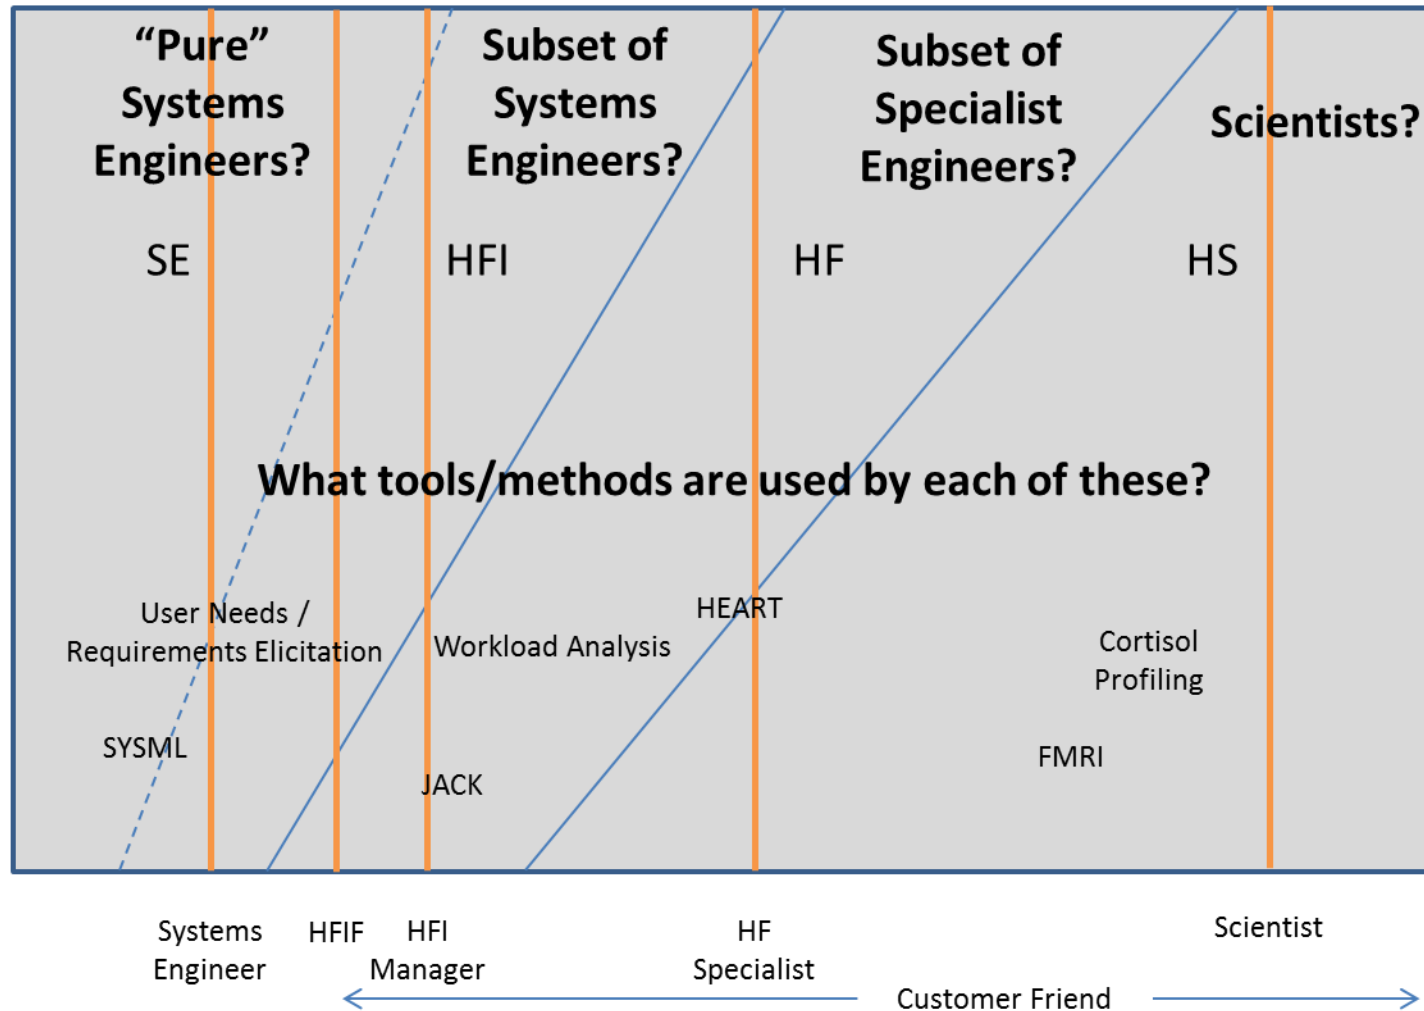 “Pure”
Systems
Engineers?
Subset of
Systems
Engineers?
Subset of
Specialist
Engineers?
Scientists?
SE
HFI
HF
HS
What tools/methods are used by each of these?
User Needs /
Requirements Elicitation
Workload Analysis
HEART
Cortisol
Profiling
SYSML
JACK
FMRI
Systems
Engineer
HFIF
HFI
Manager
HF
Specialist
Scientist
Customer Friend